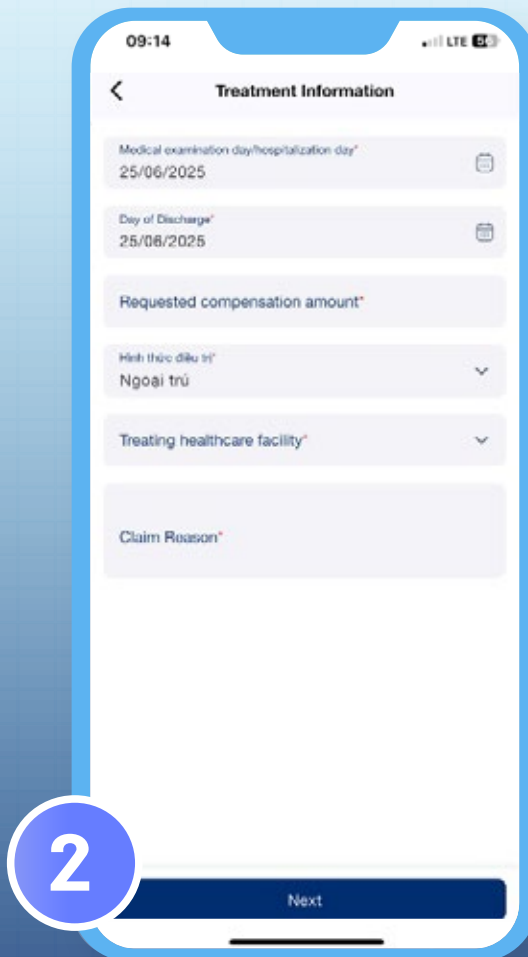 09:14
LTE
Treatment Information
Medical examination day/hospitalization day*
25/06/2025
Day of Discharge*
25/06/2025
Requested compensation amount*
Hình thức điều trị*
Ngoại trú
Treating healthcare facility*
Claim Reason*
2
Next